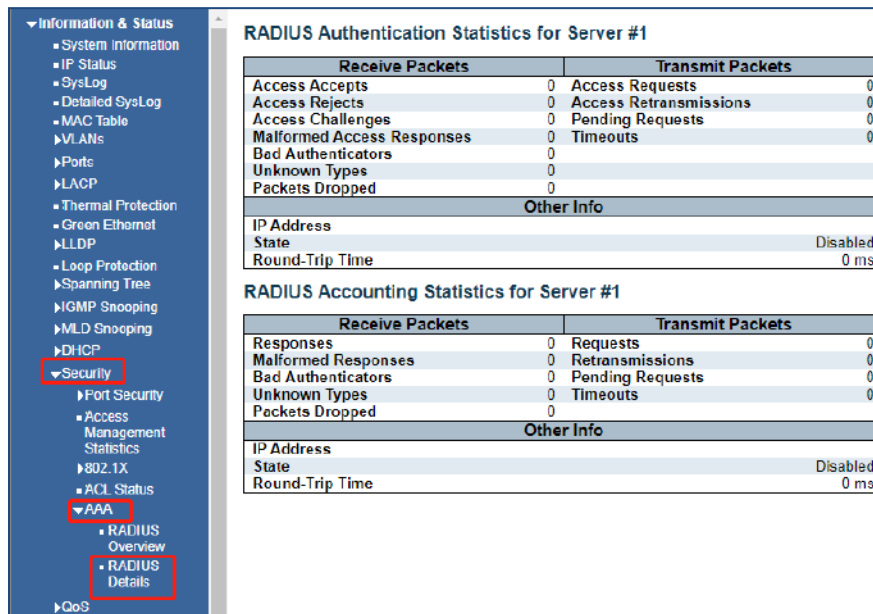 Information & Status
System Information
IP Status
SysLog
Detailed SysLog
MAC Table
VLANs
Ports
LACP
Thermal Protection
Green Ethernet
LLDP
Loop Protection
Spanning Tree
IGMP Snooping
MLD Snooping
DHCP
Security
Port Security
Access
Management
Statistics
802.1X
ACL Status
AAA
RADIUS
Overview
RADIUS
Details
QoS
RADIUS Authentication Statistics for Server #1
Receive Packets Transmit Packets
Access Accepts 0 Access Requests 0
Access Rejects 0 Access Retransmissions 0
Access Challenges 0 Pending Requests 0
Malformed Access Responses 0 Timeouts 0
Bad Authenticators 0
Unknown Types 0
Packets Dropped 0
Other Info
IP Address
State Disabled
Round-Trip Time 0 ms
RADIUS Accounting Statistics for Server #1
Receive Packets Transmit Packets
Responses 0 Requests 0
Malformed Responses 0 Retransmissions 0
Bad Authenticators 0 Pending Requests 0
Unknown Types 0 Timeouts 0
Packets Dropped 0
Other Info
IP Address
State Disabled
Round-Trip Time 0 ms